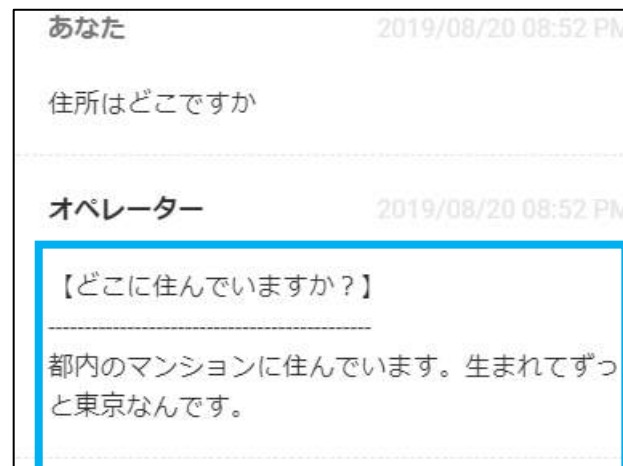 あなた 2019/08/20 08:52 PM
住所はどこですか
オペレーター 2019/08/20 08:52 PM
【どこに住んでいますか？】
---------------------------------------------
都内のマンションに住んでいます。生まれてずっ
と東京なんです。